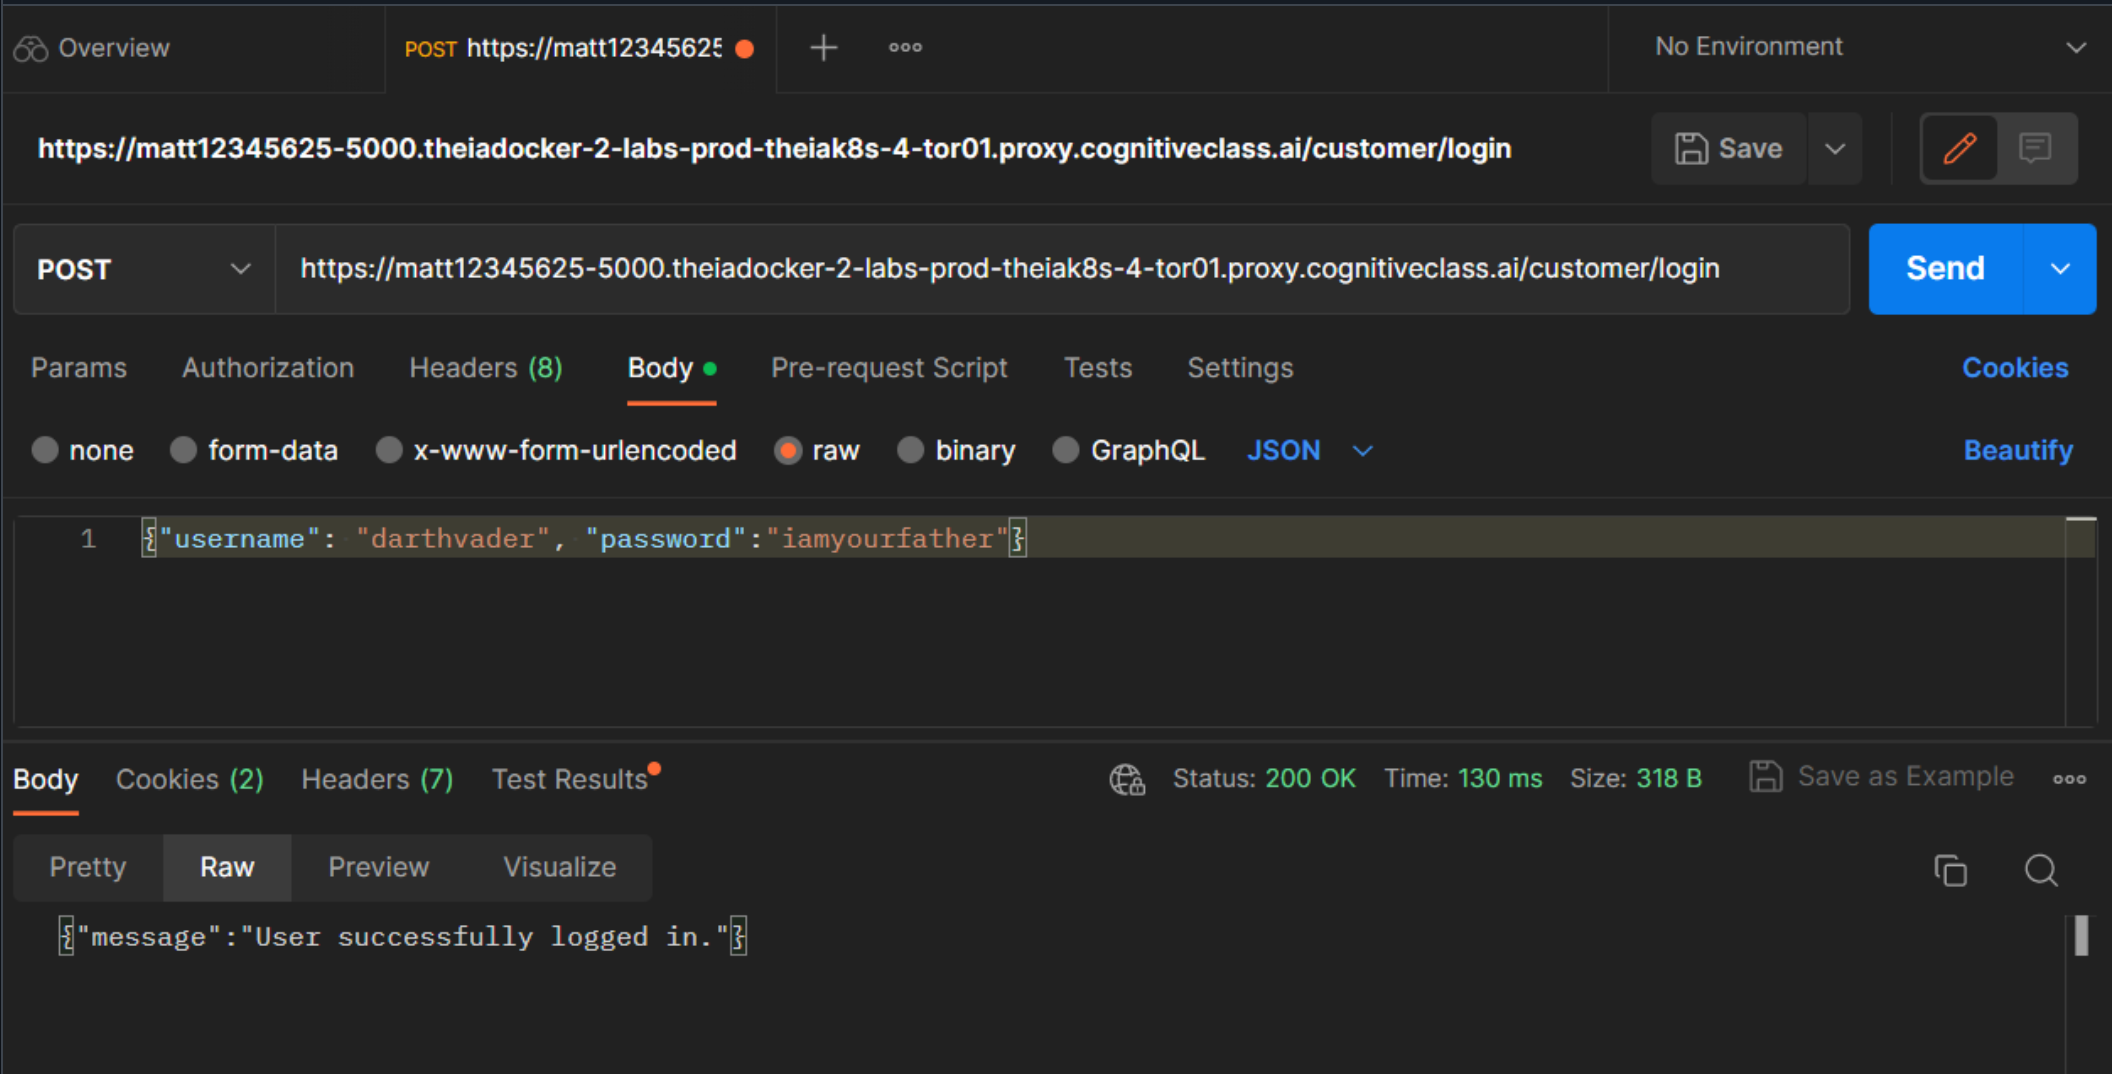 Overview POST https://matt12345625 No Environment
https://matt12345625-5000.theiadocker-2-labs-prod-theiak8s-4-tor01.proxy.cognitiveclass.ai/customer/login Save
POST https://matt12345625-5000.theiadocker-2-labs-prod-theiak8s-4-tor01.proxy.cognitiveclass.ai/customer/login Send
Params Authorization Headers (8) Body Pre-request Script Tests Settings Cookies
none form-data x-www-form-urlencoded raw binary GraphQL JSON Beautify
1 {"username": "darthvader", "password":"iamyourfather"}
Body Cookies (2) Headers (7) Test Results Status: 200 OK Time: 130 ms Size: 318 B Save as Example
Pretty Raw Preview Visualize
{"message":"User successfully logged in."}